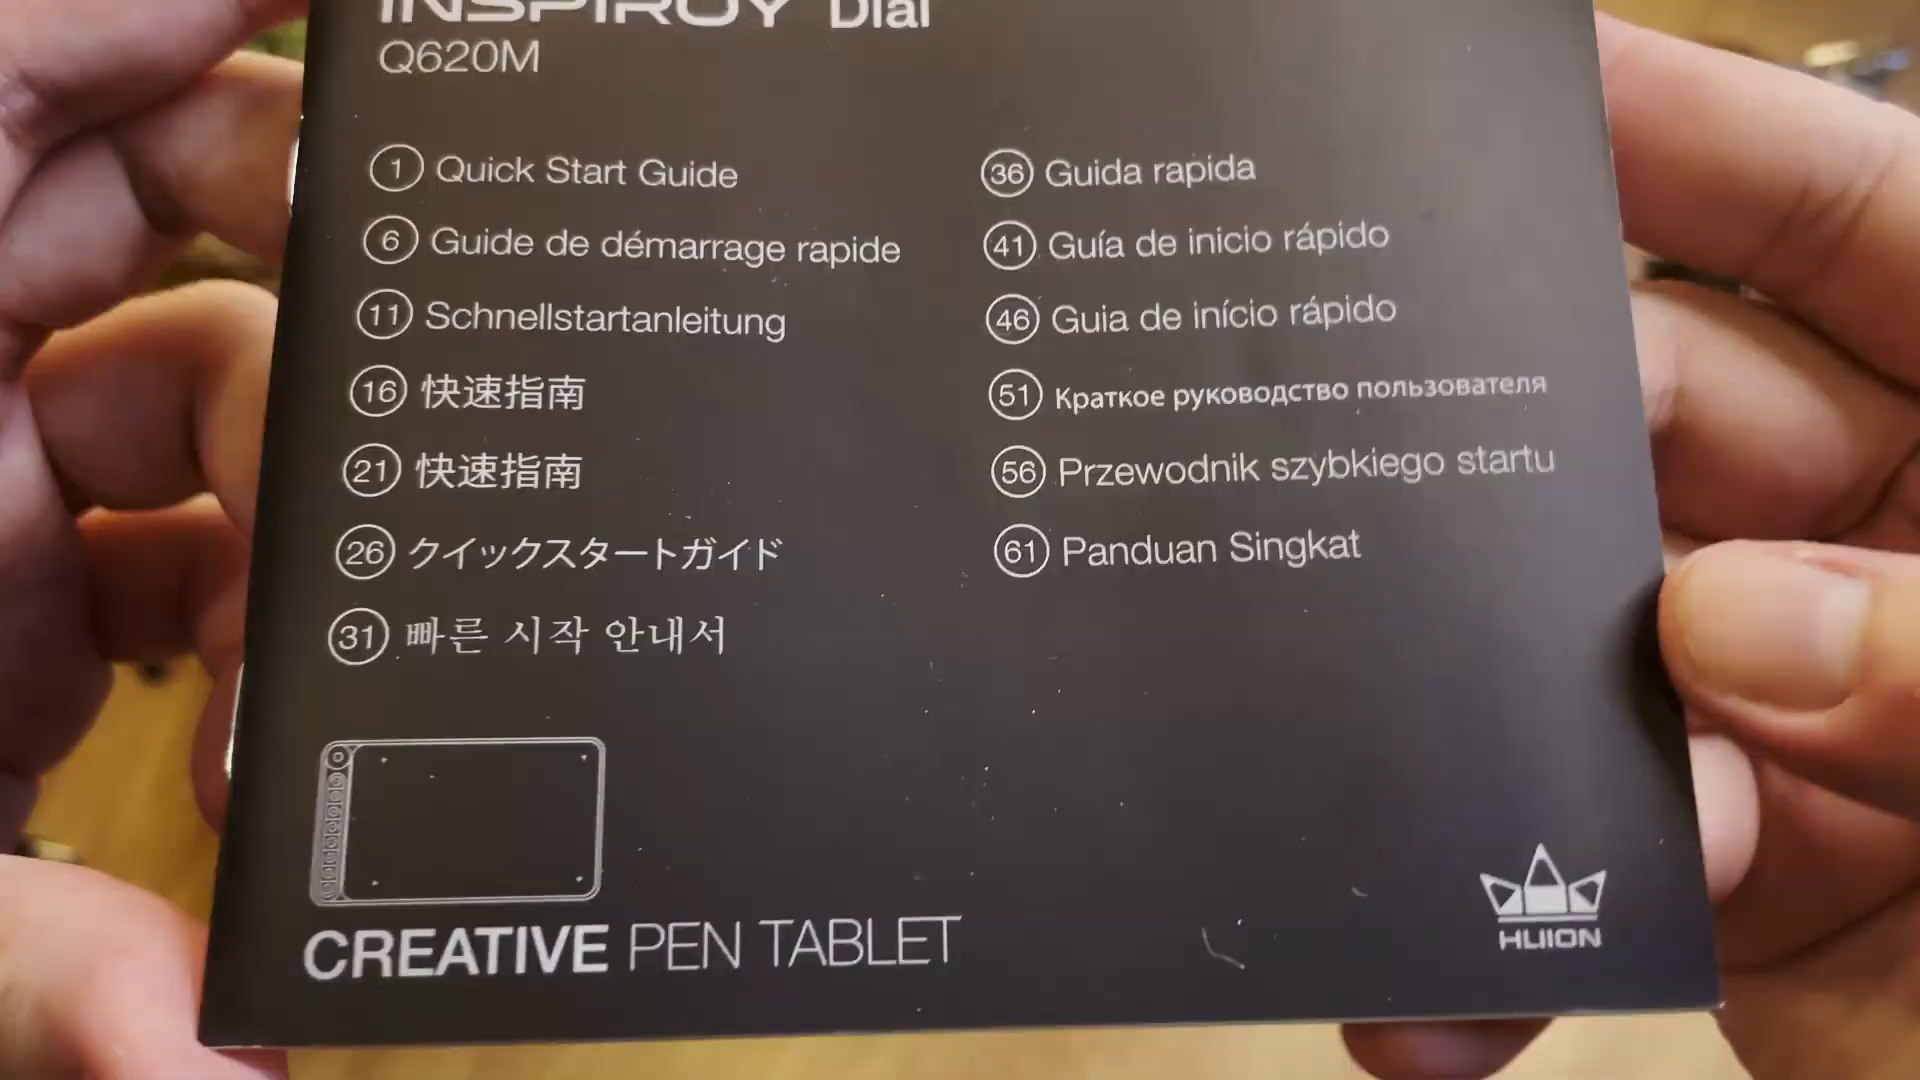 INSPIROY Dial
Q620M
1 Quick Start Guide
6 Guide de démarrage rapide
11 Schnellstartanleitung
16 快速指南
21 快速指南
26 クイックスタートガイド
31 빠른 시작 안내서
36 Guida rapida
41 Guía de inicio rápido
46 Guia de início rápido
51 Краткое руководство пользователя
56 Przewodnik szybkiego startu
61 Panduan Singkat
CREATIVE PEN TABLET
HUION